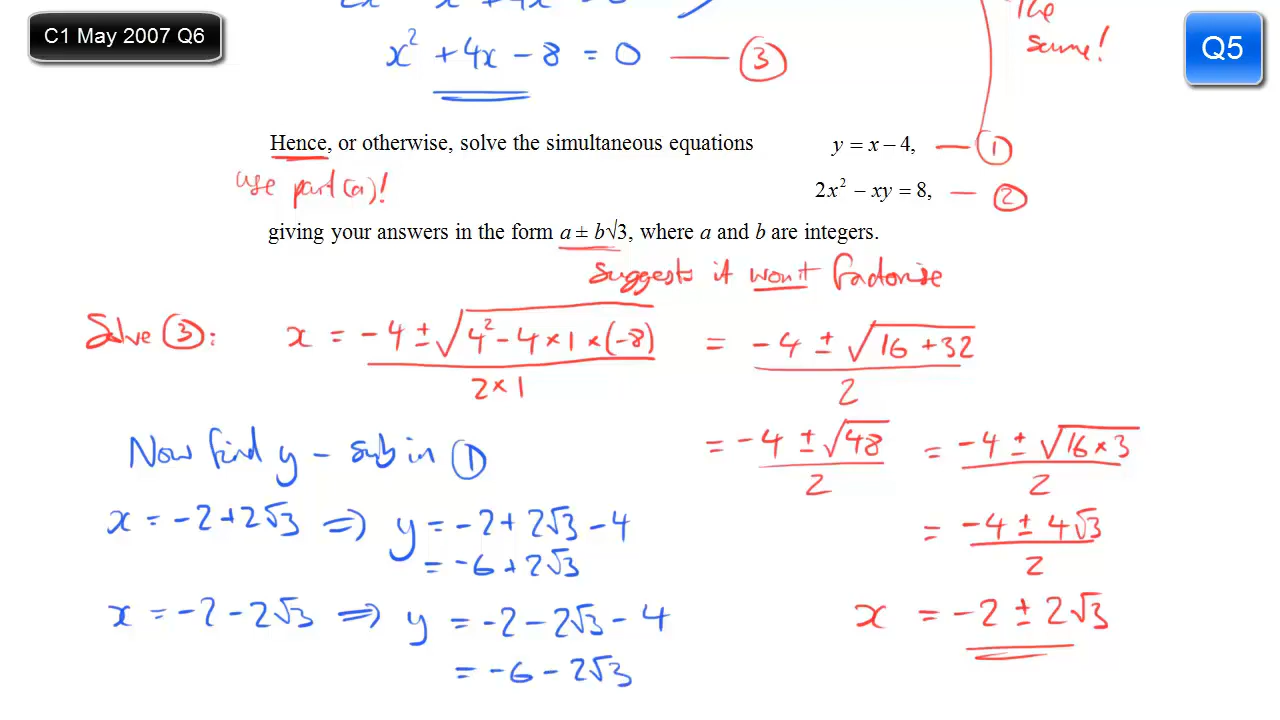 C1 May 2007 Q6
Q5
x² + 4x − 8 = 0 — ③
The
same!
Hence, or otherwise, solve the simultaneous equations y = x − 4, — ①
use part (a)!
2x² − xy = 8, — ②
giving your answers in the form a ± b√3, where a and b are integers.
Suggests it won't factorise
Solve ③: x = (−4 ± √(4² − 4 × 1 × (−8))) / (2 × 1) = (−4 ± √(16 + 32)) / 2
= (−4 ± √48) / 2 = (−4 ± √(16 × 3)) / 2
= (−4 ± 4√3) / 2
x = −2 ± 2√3
Now find y − sub in ①
x = −2 + 2√3 ⇒ y = −2 + 2√3 − 4
= −6 + 2√3
x = −2 − 2√3 ⇒ y = −2 − 2√3 − 4
= −6 − 2√3